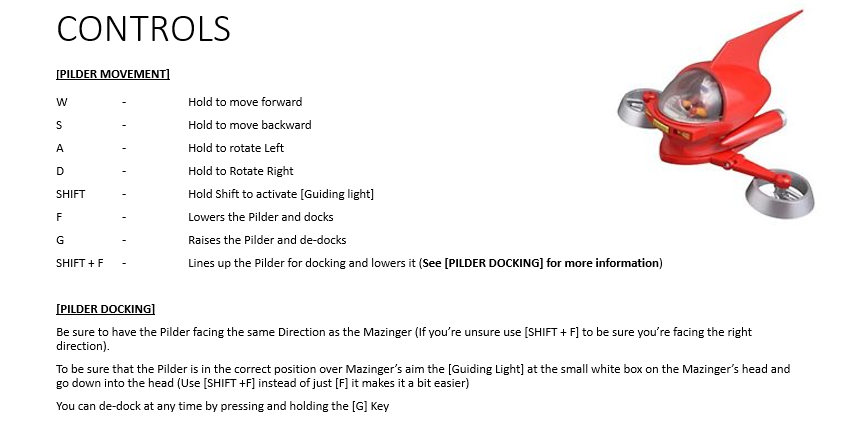 CONTROLS
[PILDER MOVEMENT]
W - Hold to move forward
S - Hold to move backward
A - Hold to rotate Left
D - Hold to Rotate Right
SHIFT - Hold Shift to activate [Guiding light]
F - Lowers the Pilder and docks
G - Raises the Pilder and de-docks
SHIFT + F - Lines up the Pilder for docking and lowers it (See [PILDER DOCKING] for more information)
[PILDER DOCKING]
Be sure to have the Pilder facing the same Direction as the Mazinger (If you’re unsure use [SHIFT + F] to be sure you’re facing the right
direction).
To be sure that the Pilder is in the correct position over Mazinger’s aim the [Guiding Light] at the small white box on the Mazinger’s head and
go down into the head (Use [SHIFT +F] instead of just [F] it makes it a bit easier)
You can de-dock at any time by pressing and holding the [G] Key